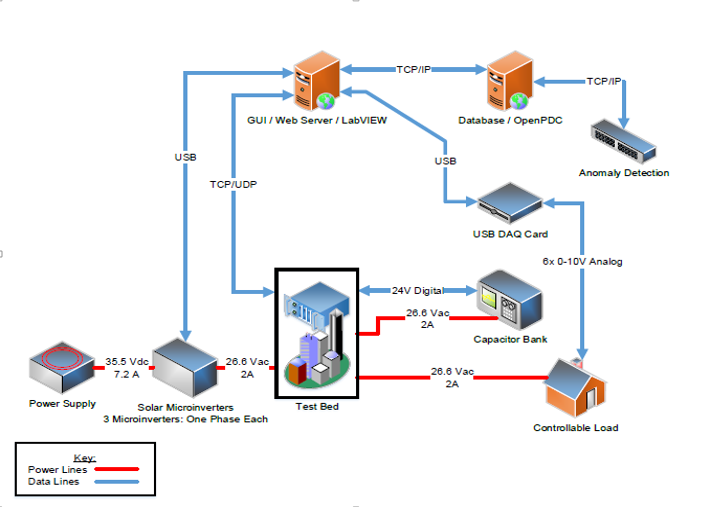 TCP/IP
TCP/IP
GUI / Web Server / LabVIEW
Database / OpenPDC
USB
USB
Anomaly Detection
TCP/UDP
USB DAQ Card
6x 0-10V Analog
24V Digital
26.6 Vac
2A
Capacitor Bank
35.5 Vdc
7.2 A
26.6 Vac
2A
26.6 Vac
2A
Power Supply
Solar Microinverters
3 Microinverters: One Phase Each
Test Bed
Controllable Load
Key:
Power Lines
Data Lines